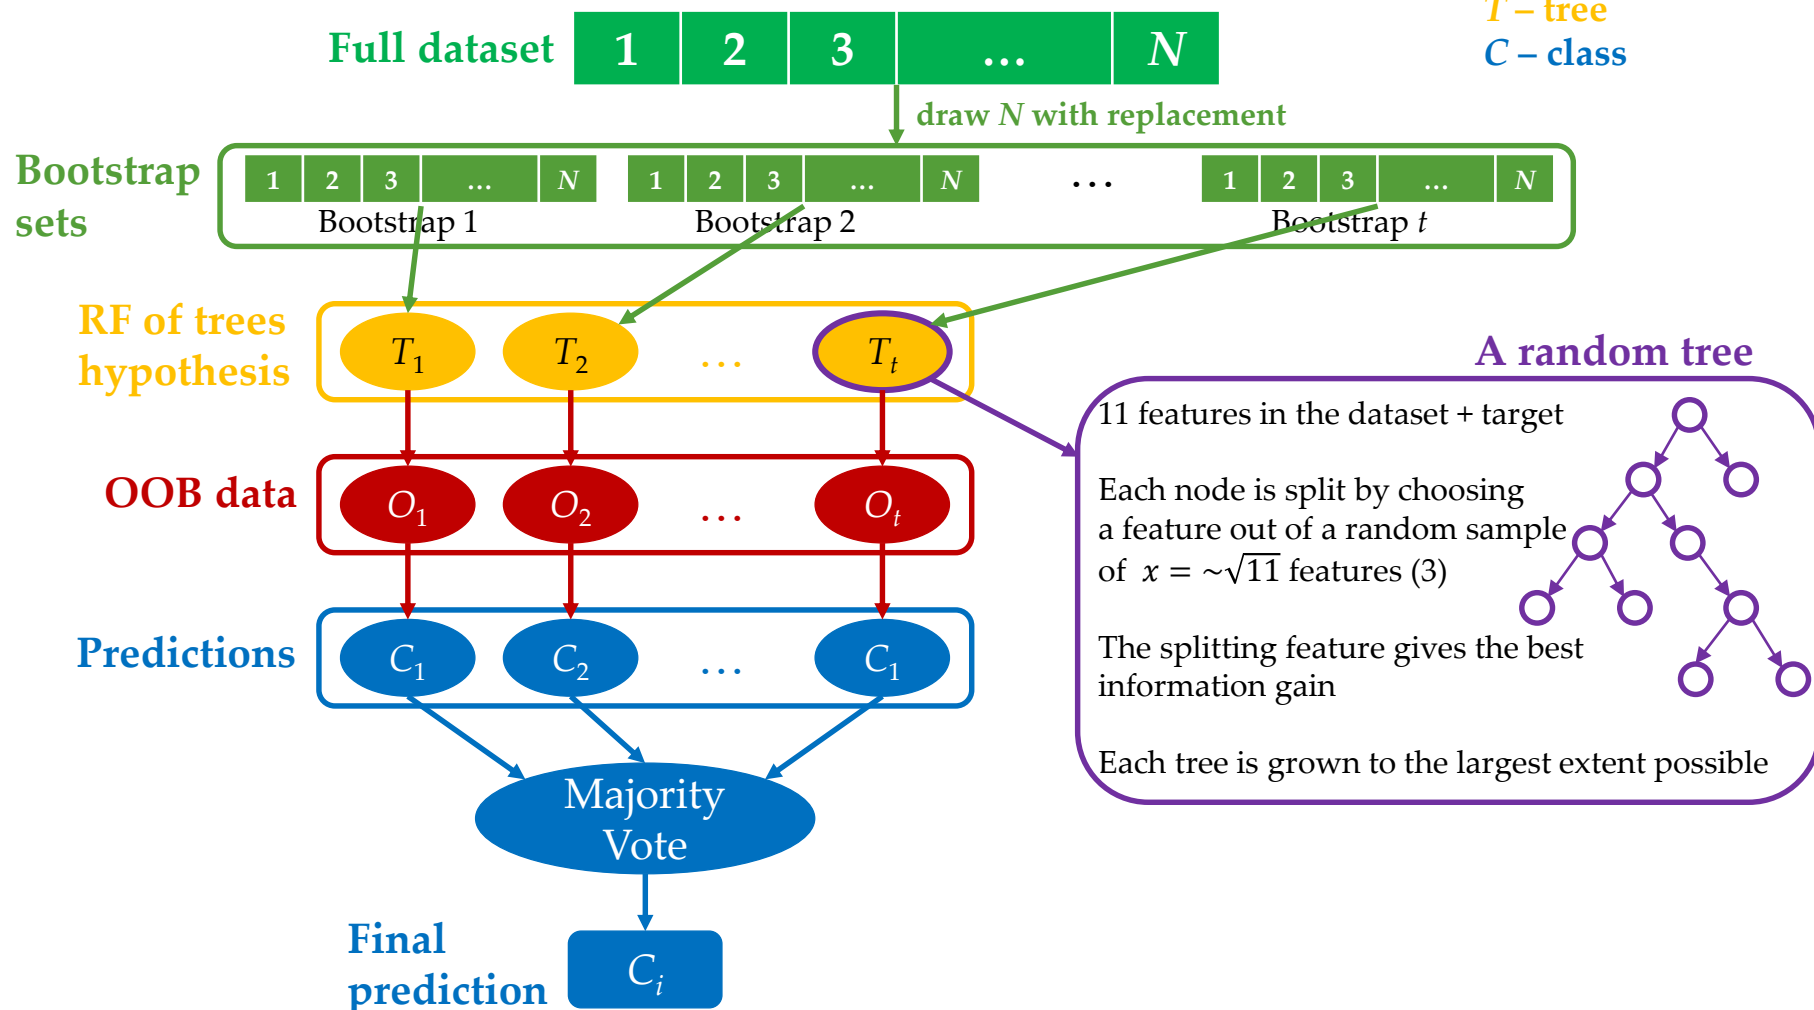 T – tree
C – class
Full dataset
1 2 3 … N
draw N with replacement
Bootstrap
sets
1 2 3 … N
1 2 3 … N
…
1 2 3 … N
Bootstrap 1
Bootstrap 2
Bootstrap t
RF of trees
hypothesis
T₁ T₂ … Tₜ
A random tree
11 features in the dataset + target
Each node is split by choosing
a feature out of a random sample
of x = ~√11 features (3)
The splitting feature gives the best
information gain
Each tree is grown to the largest extent possible
OOB data
O₁ O₂ … Oₜ
Predictions
C₁ C₂ … C₁
Majority
Vote
Final
prediction
Cᵢ